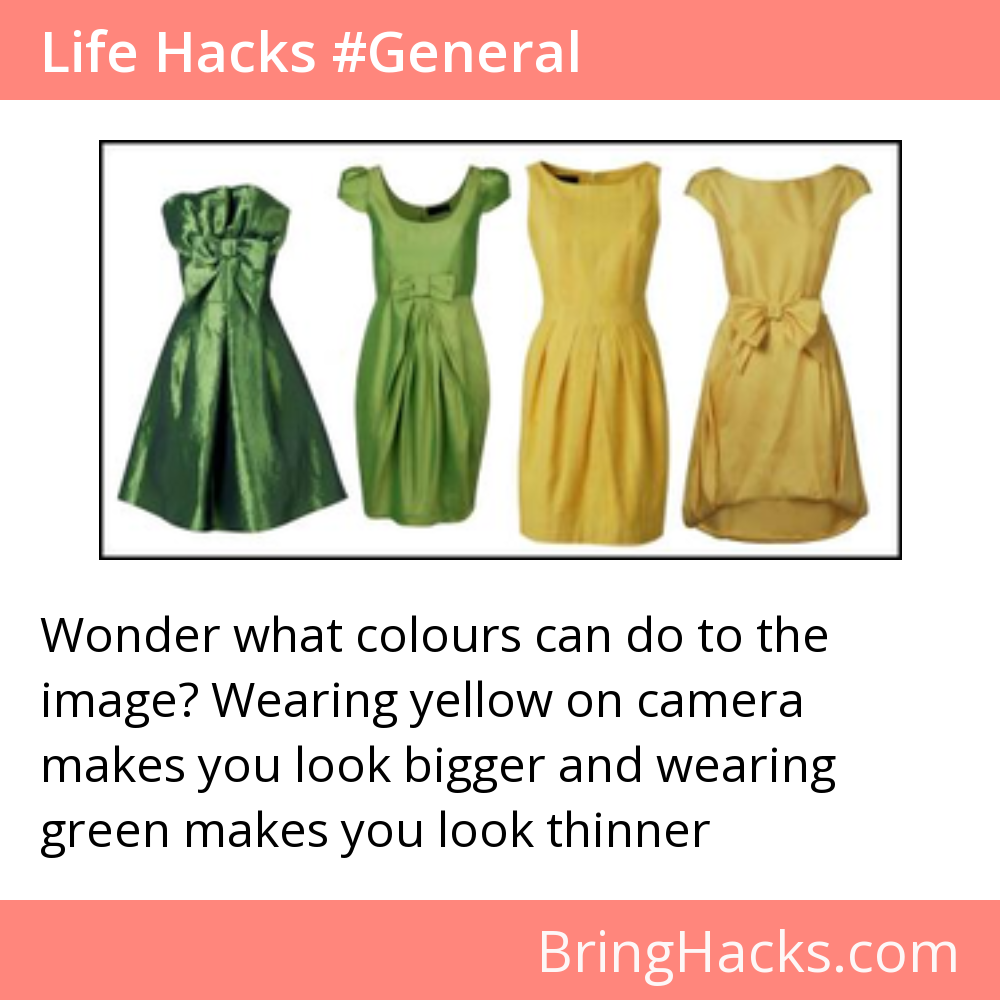 Life Hacks #General
Wonder what colours can do to the
image? Wearing yellow on camera
makes you look bigger and wearing
green makes you look thinner
BringHacks.com